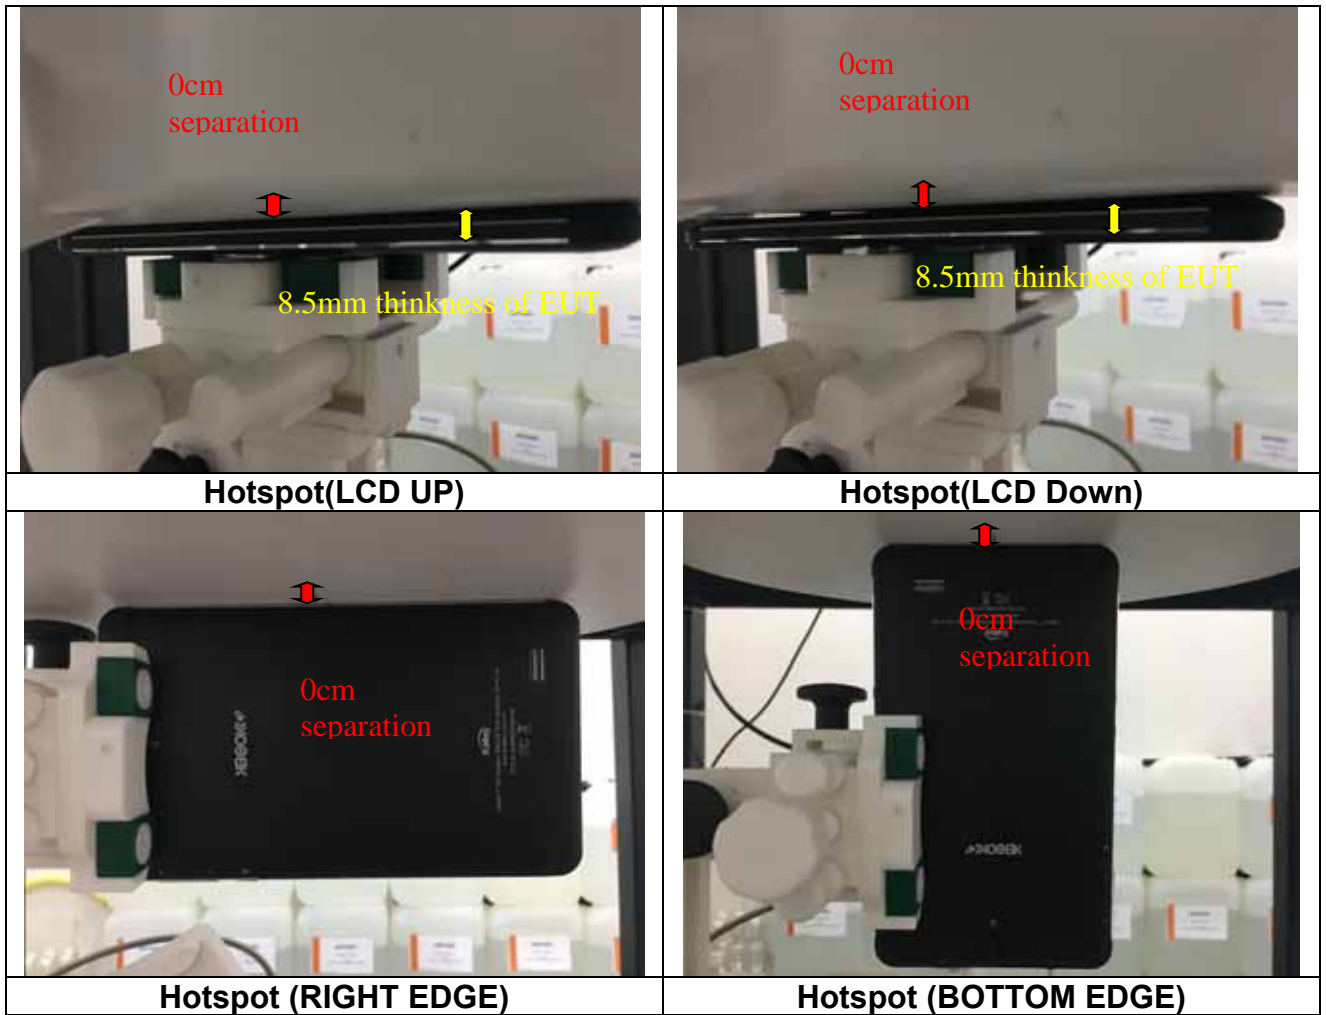 0cm
separation
8.5mm thinkness of EUT
0cm
separation
8.5mm thinkness of EUT
Hotspot(LCD UP)
Hotspot(LCD Down)
0cm
separation
0cm
separation
Hotspot (RIGHT EDGE)
Hotspot (BOTTOM EDGE)